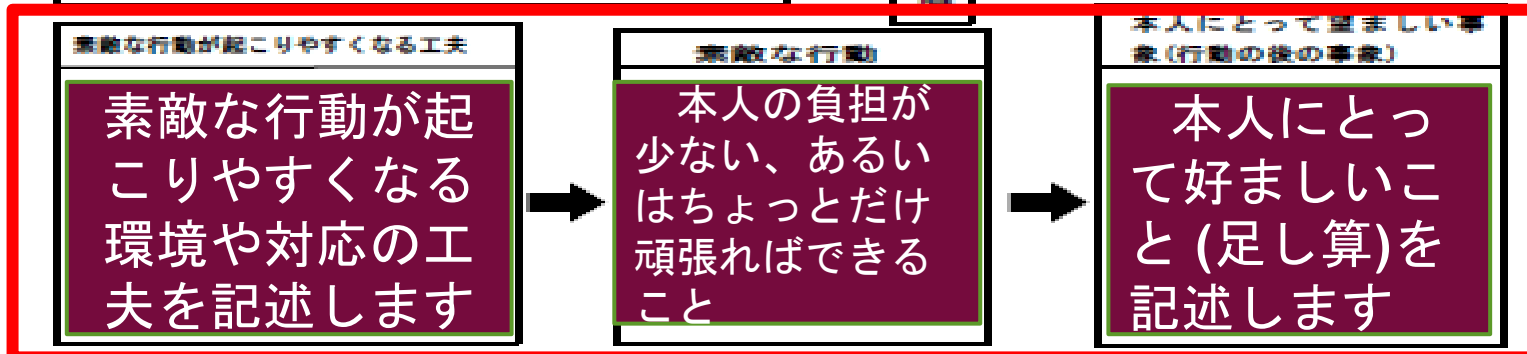 素敵な行動が起こりやすくなる工夫
素敵な行動が起
こりやすくなる
環境や対応の工
夫を記述します
素敵な行動
本人の負担が
少ない、あるい
はちょっとだけ
頑張ればできる
こと
本人にとって望ましい事
象(行動の後の事象)
本人にとっ
て好ましいこ
と (足し算)を
記述します